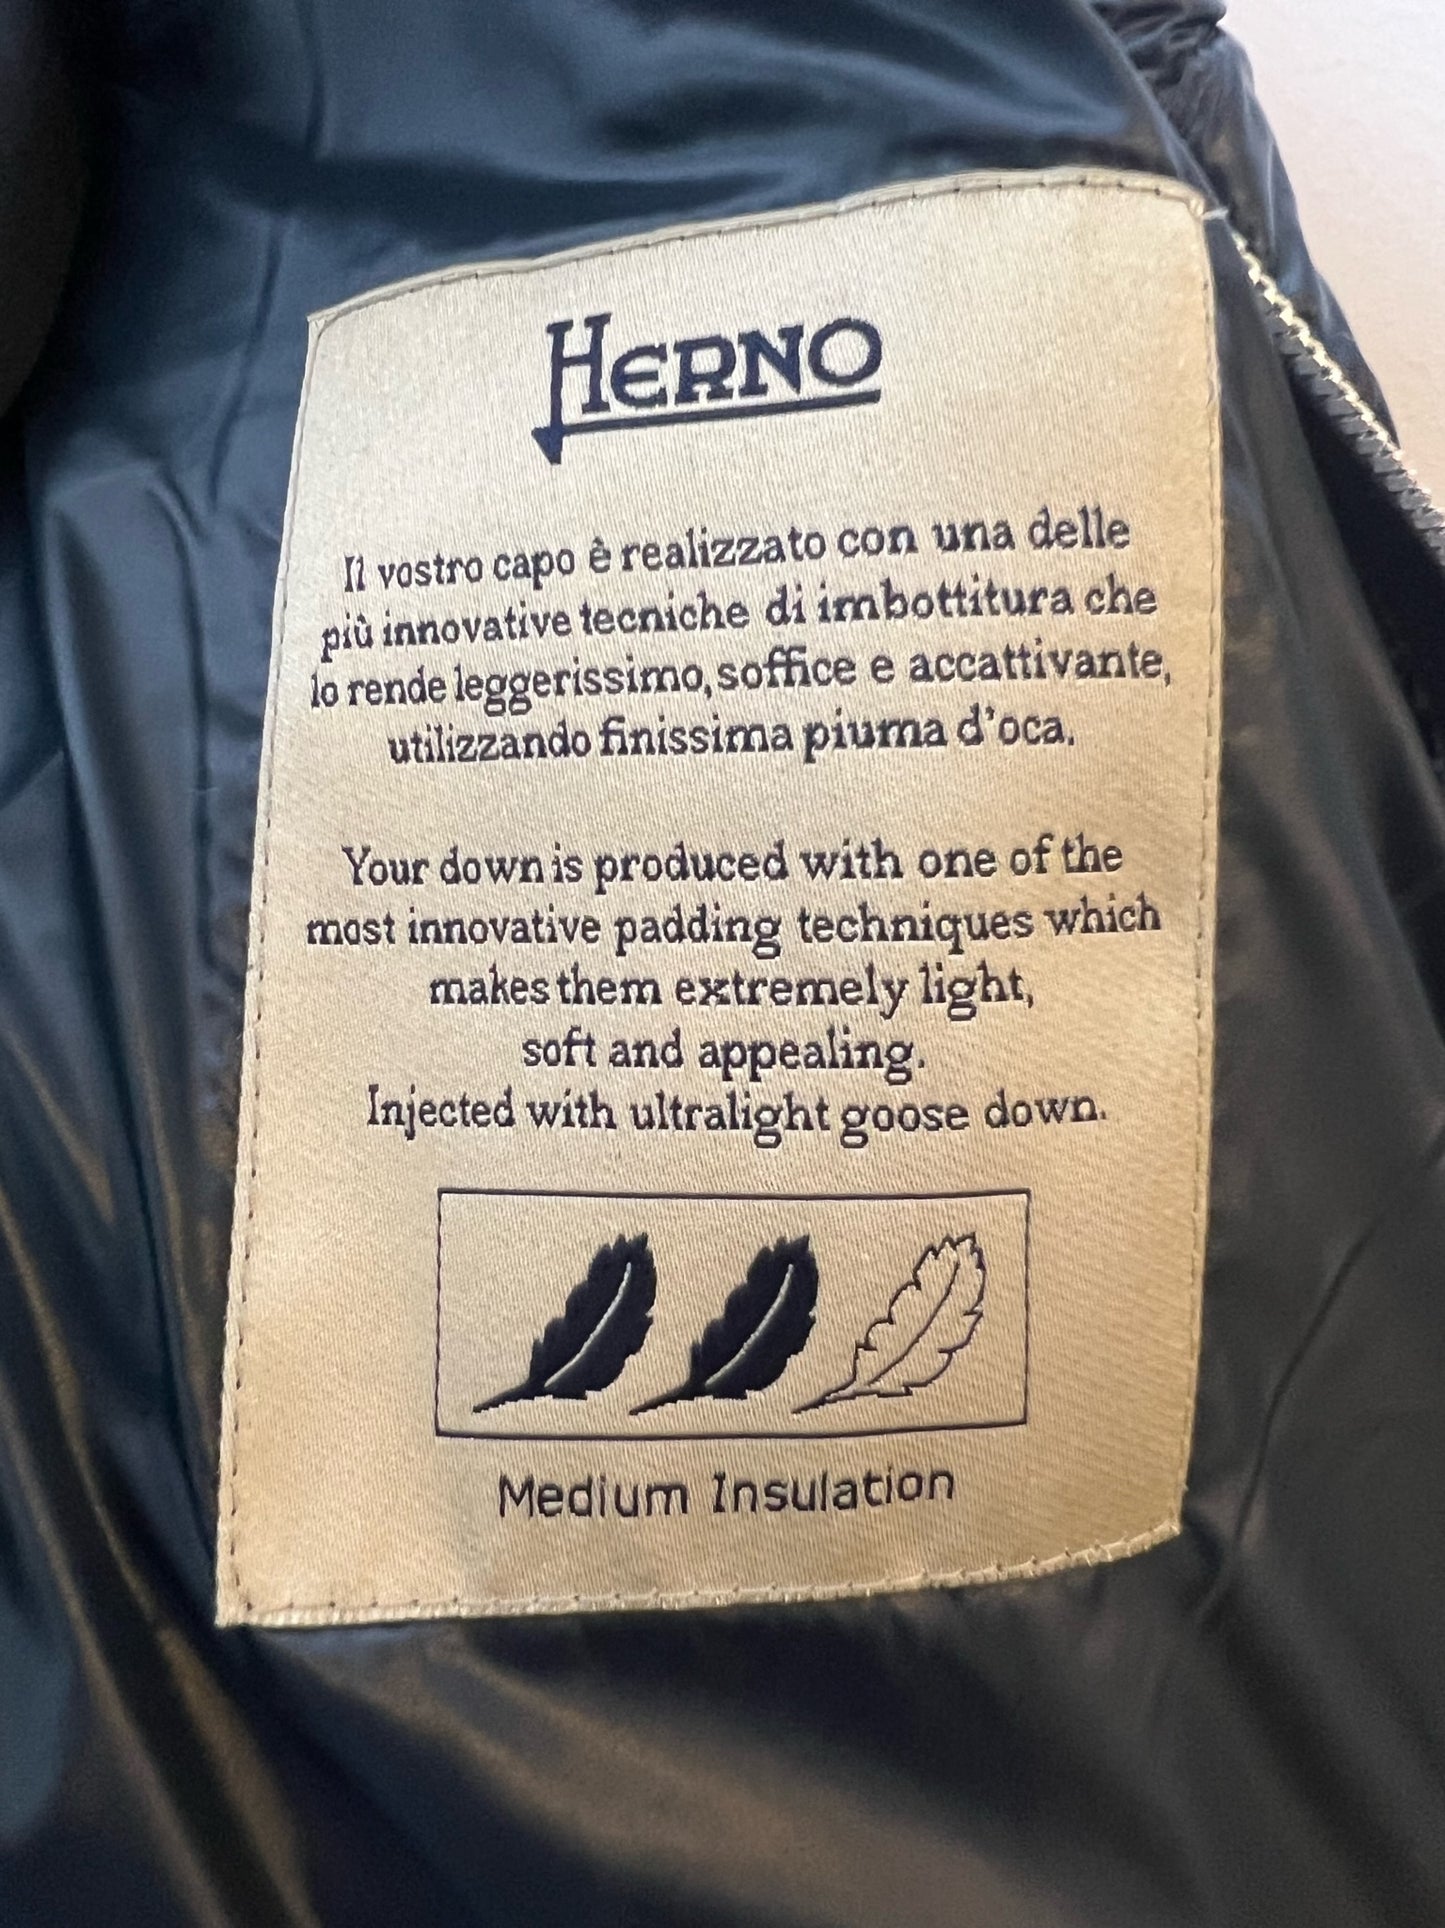 HERNO
Il vostro capo è realizzato con una delle
più innovative tecniche di imbottitura che
lo rende leggerissimo, soffice e accattivante,
utilizzando finissima piuma d'oca.
Your down is produced with one of the
most innovative padding techniques which
makes them extremely light,
soft and appealing.
Injected with ultralight goose down.
Medium Insulation